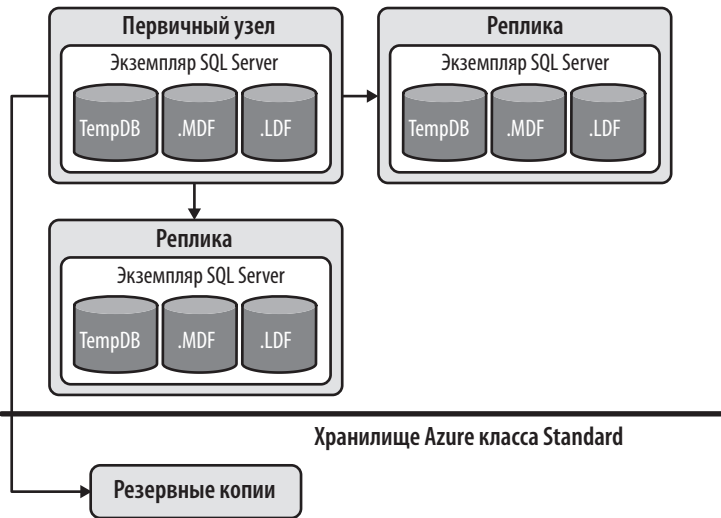 Первичный узел
Экземпляр SQL Server
TempDB .MDF .LDF
Реплика
Экземпляр SQL Server
TempDB .MDF .LDF
Реплика
Экземпляр SQL Server
TempDB .MDF .LDF
Хранилище Azure класса Standard
Резервные копии